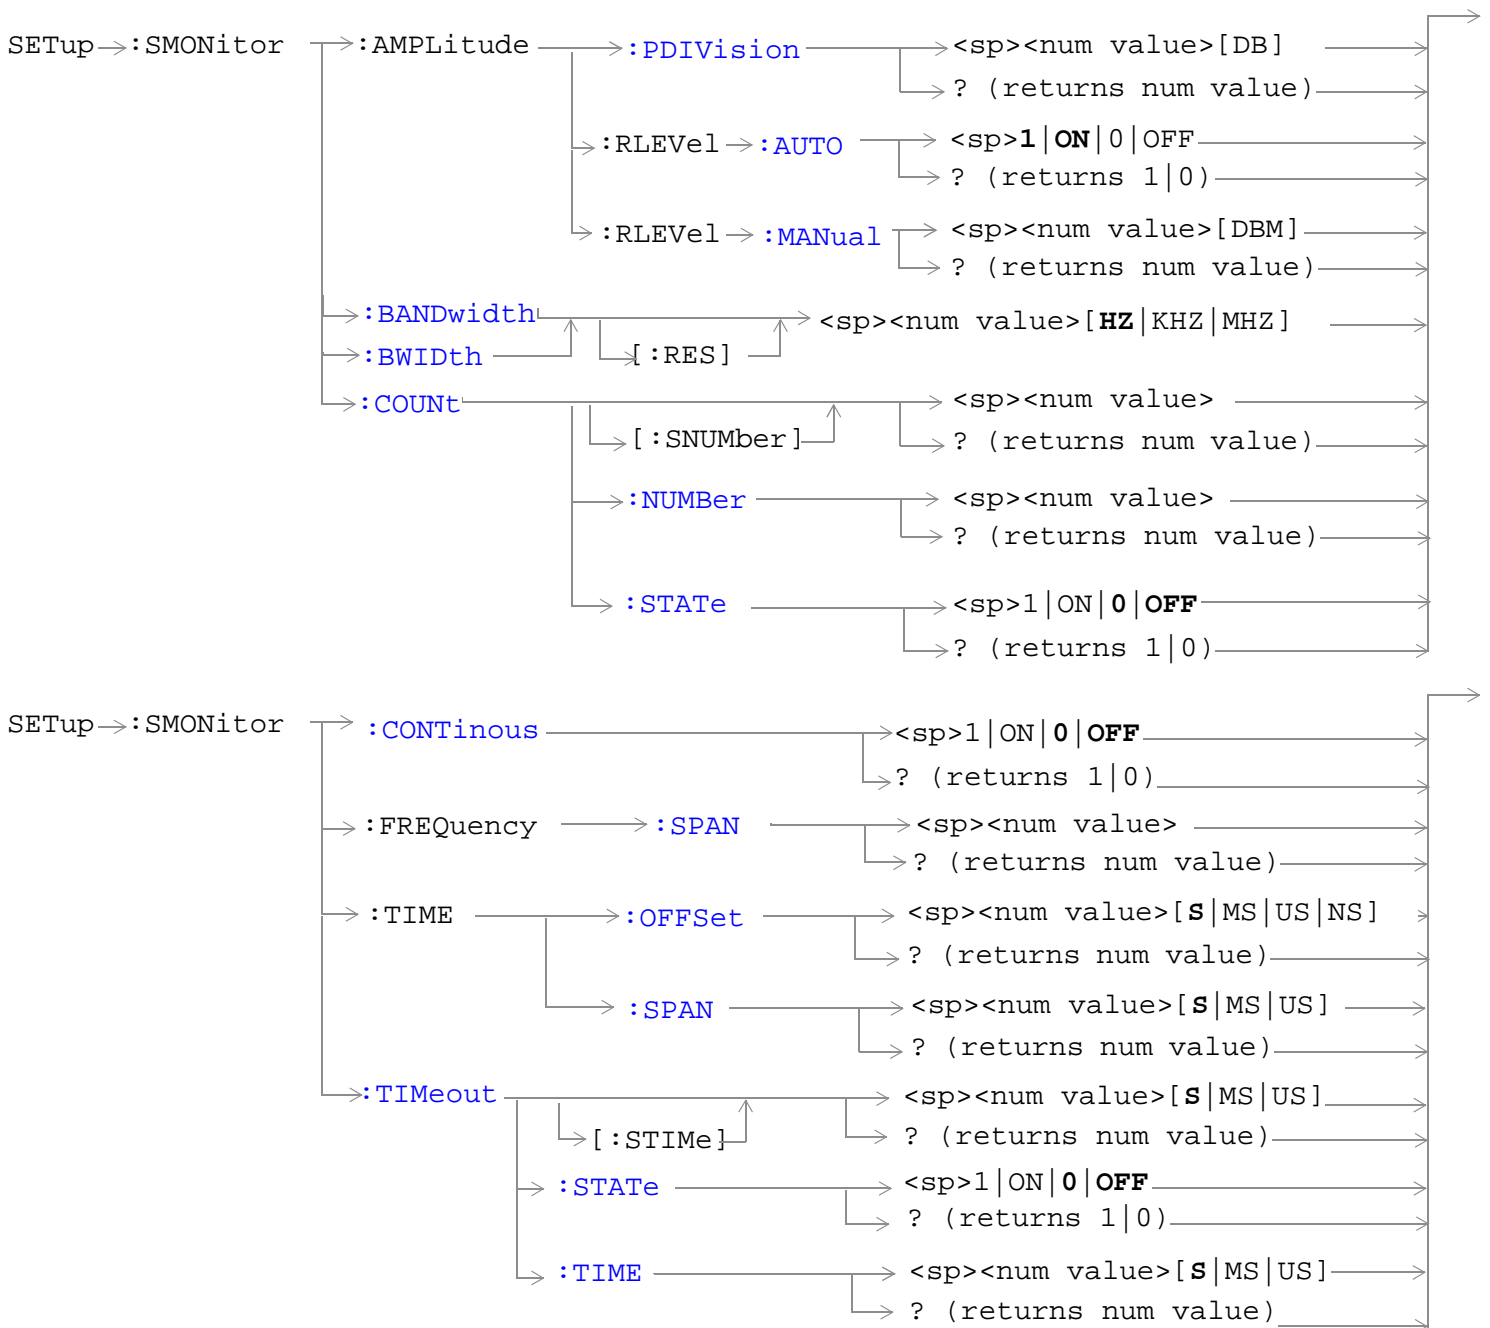 SETup :SMONitor :AMPLitude :PDIVision <sp><num value>[DB]
? (returns num value)
:RLEVel :AUTO <sp>1|ON|0|OFF
? (returns 1|0)
:RLEVel :MANual <sp><num value>[DBM]
? (returns num value)
:BANDwidth <sp><num value>[HZ|KHZ|MHZ]
:BWIDth [:RES]
:COUNt <sp><num value>
[:SNUMber] ? (returns num value)
:NUMBer <sp><num value>
? (returns num value)
:STATe <sp>1|ON|0|OFF
? (returns 1|0)
SETup :SMONitor :CONTinous <sp>1|ON|0|OFF
? (returns 1|0)
:FREQuency :SPAN <sp><num value>
? (returns num value)
:TIME :OFFSet <sp><num value>[S|MS|US|NS]
? (returns num value)
:SPAN <sp><num value>[S|MS|US]
? (returns num value)
:TIMeout <sp><num value>[S|MS|US]
[:STIMe] ? (returns num value)
:STATe <sp>1|ON|0|OFF
? (returns 1|0)
:TIME <sp><num value>[S|MS|US]
? (returns num value)